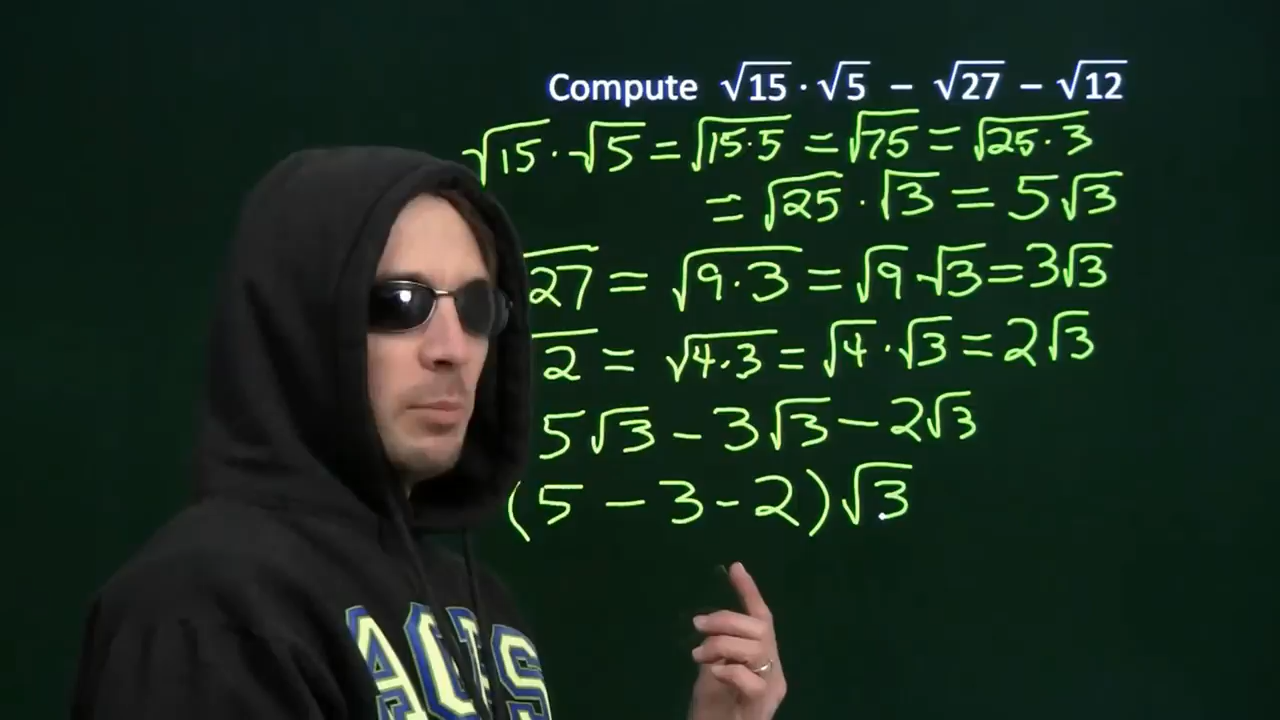 Compute √15 · √5 – √27 – √12
√15 · √5 = √15·5 = √75 = √25·3
= √25 · √3 = 5√3
27 = √9·3 = √9 √3 = 3√3
2 = √4·3 = √4 · √3 = 2√3
5√3 – 3√3 – 2√3
(5 – 3 – 2)√3
ACES